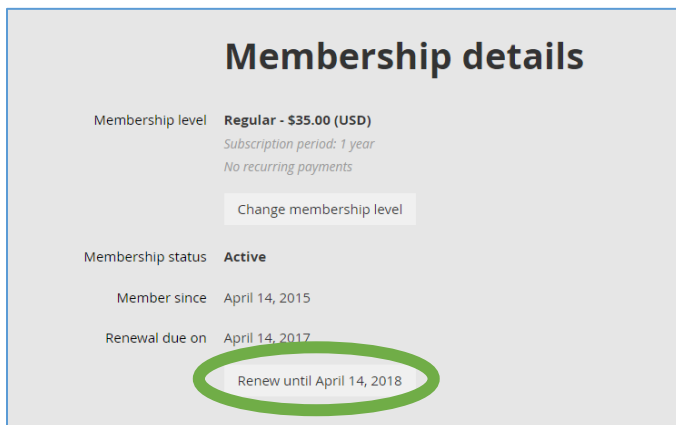 Membership details
Membership level Regular - $35.00 (USD)
Subscription period: 1 year
No recurring payments
Change membership level
Membership status Active
Member since April 14, 2015
Renewal due on April 14, 2017
Renew until April 14, 2018